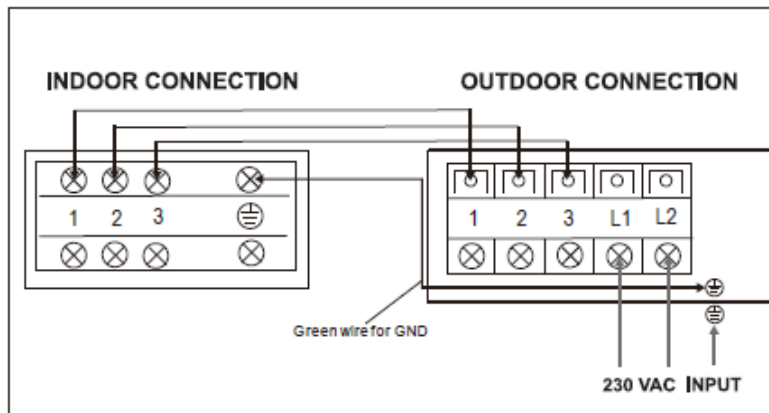 INDOOR CONNECTION
OUTDOOR CONNECTION
1 2 3
1 2 3 L1 L2
Green wire for GND
230 VAC INPUT